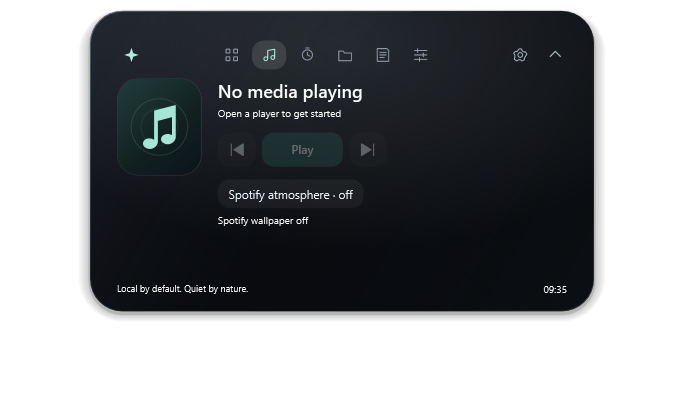 No media playing
Open a player to get started
Play
Spotify atmosphere · off
Spotify wallpaper off
Local by default. Quiet by nature.
09:35